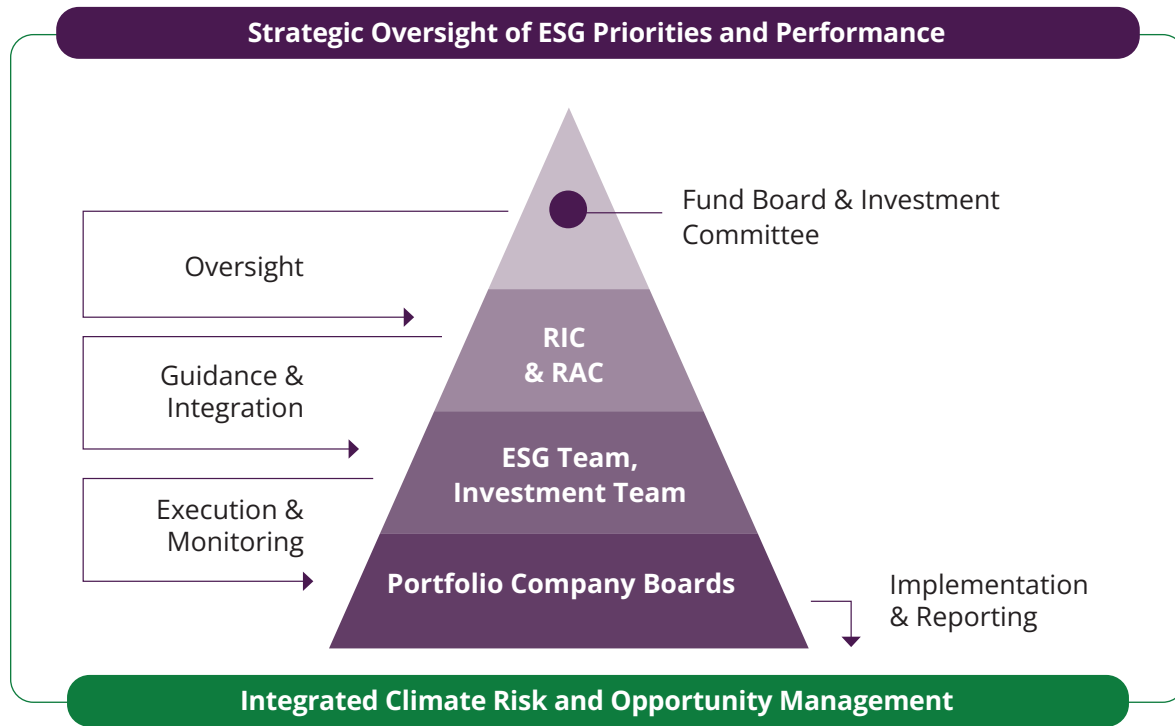 Strategic Oversight of ESG Priorities and Performance
Fund Board & Investment
Committee
Oversight
RIC
& RAC
Guidance &
Integration
ESG Team,
Investment Team
Execution &
Monitoring
Portfolio Company Boards
Implementation
& Reporting
Integrated Climate Risk and Opportunity Management